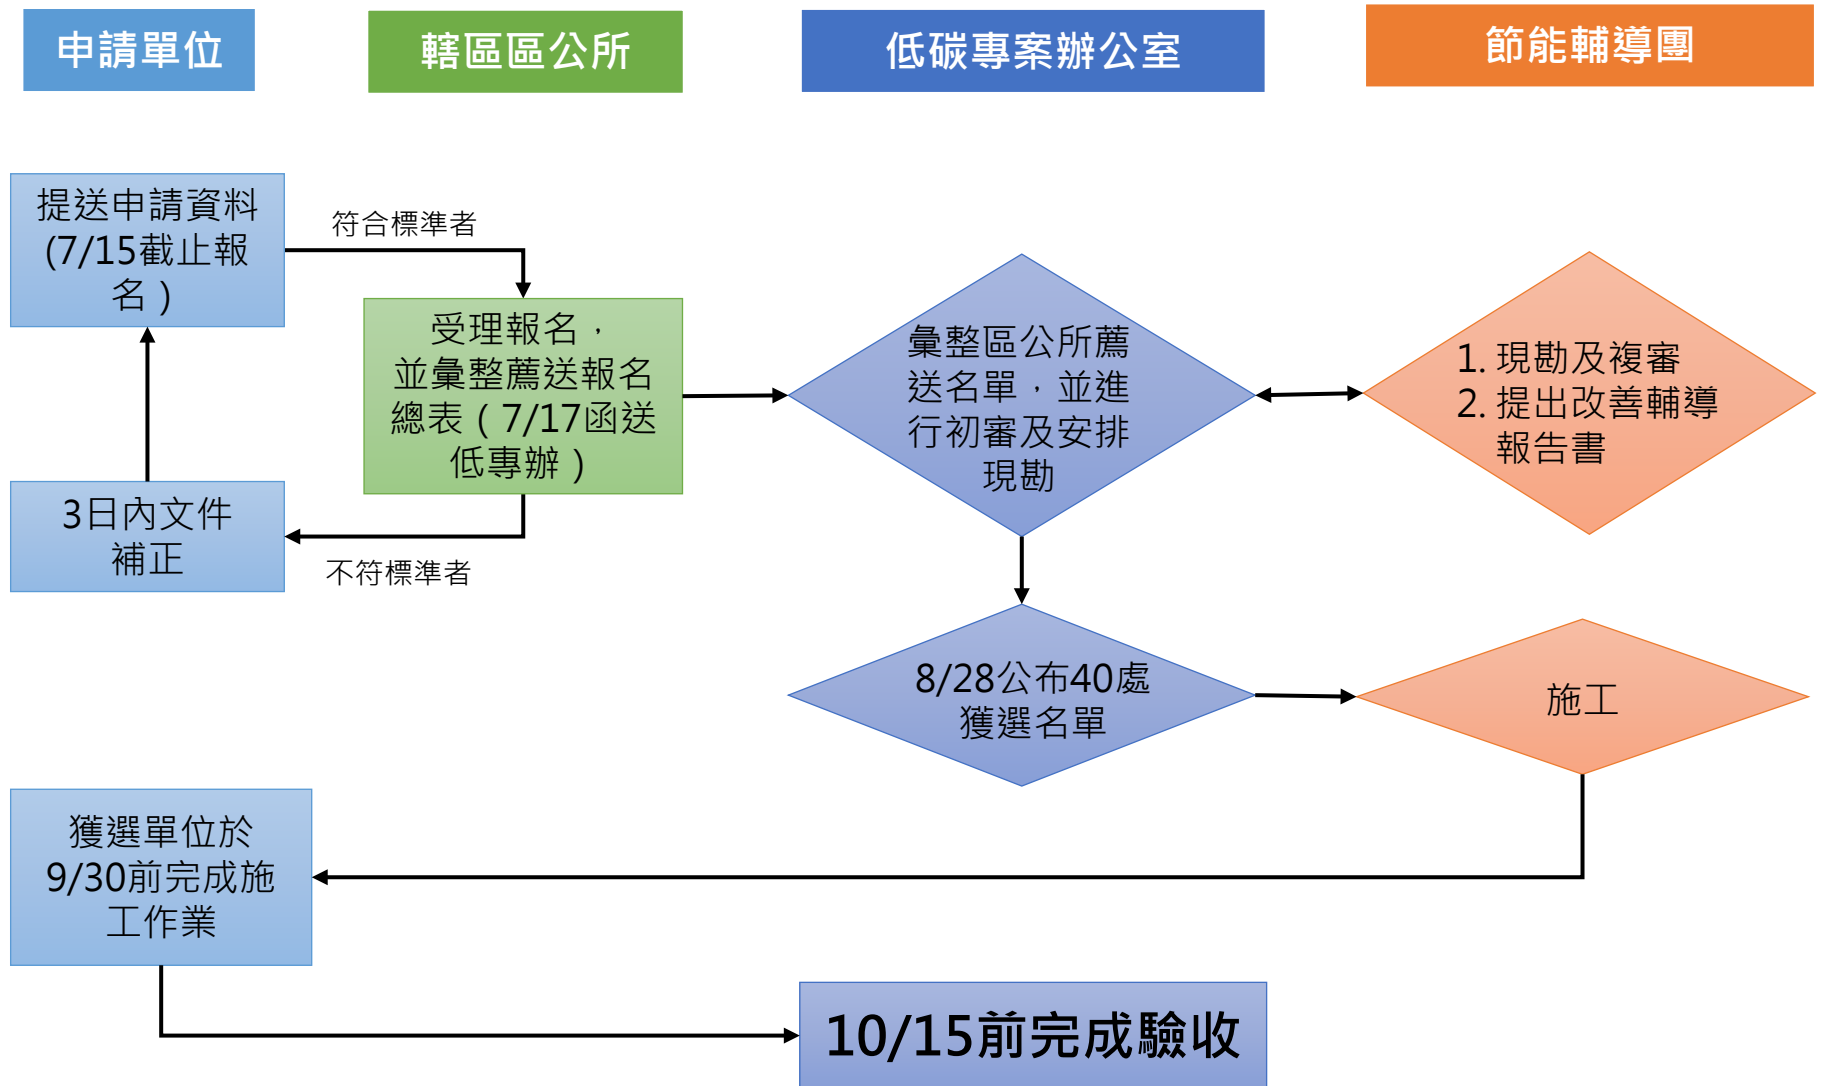 申請單位
轄區區公所
低碳專案辦公室
節能輔導團
提送申請資料
(7/15截止報
名）
符合標準者
受理報名，
並彙整薦送報名
總表（7/17函送
低專辦）
彙整區公所薦
送名單，並進
行初審及安排
現勘
1. 現勘及複審
2. 提出改善輔導
報告書
3日內文件
補正
不符標準者
8/28公布40處
獲選名單
施工
獲選單位於
9/30前完成施
工作業
10/15前完成驗收